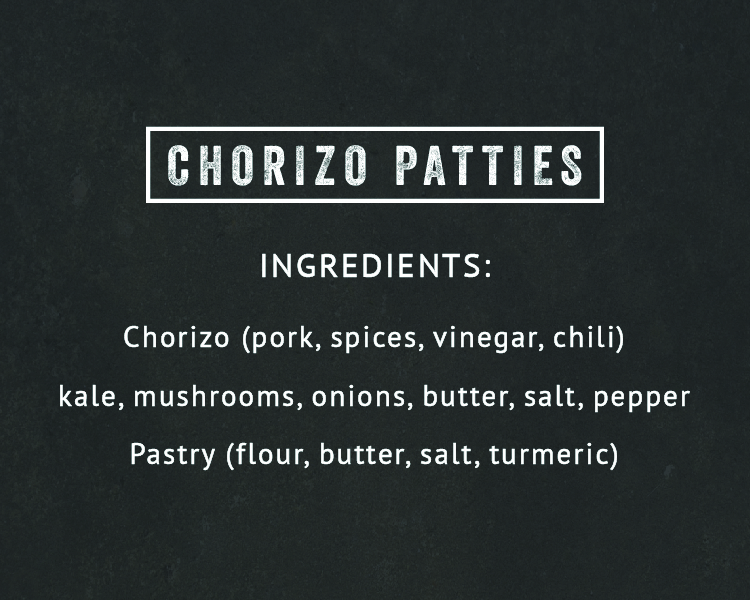 CHORIZO PATTIES
INGREDIENTS:
Chorizo (pork, spices, vinegar, chili)
kale, mushrooms, onions, butter, salt, pepper
Pastry (flour, butter, salt, turmeric)